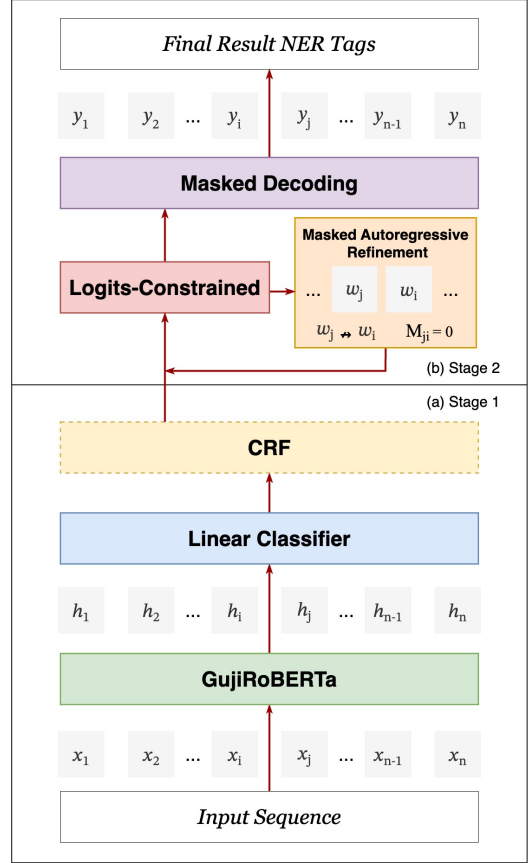 Final Result NER Tags
y₁ y₂ ... yᵢ yⱼ ... yₙ₋₁ yₙ
Masked Decoding
Masked Autoregressive
Refinement
Logits-Constrained
... wⱼ wᵢ ...
wⱼ ↛ wᵢ Mⱼᵢ = 0
(b) Stage 2
(a) Stage 1
CRF
Linear Classifier
h₁ h₂ ... hᵢ hⱼ ... hₙ₋₁ hₙ
GujiRoBERTa
x₁ x₂ ... xᵢ xⱼ ... xₙ₋₁ xₙ
Input Sequence